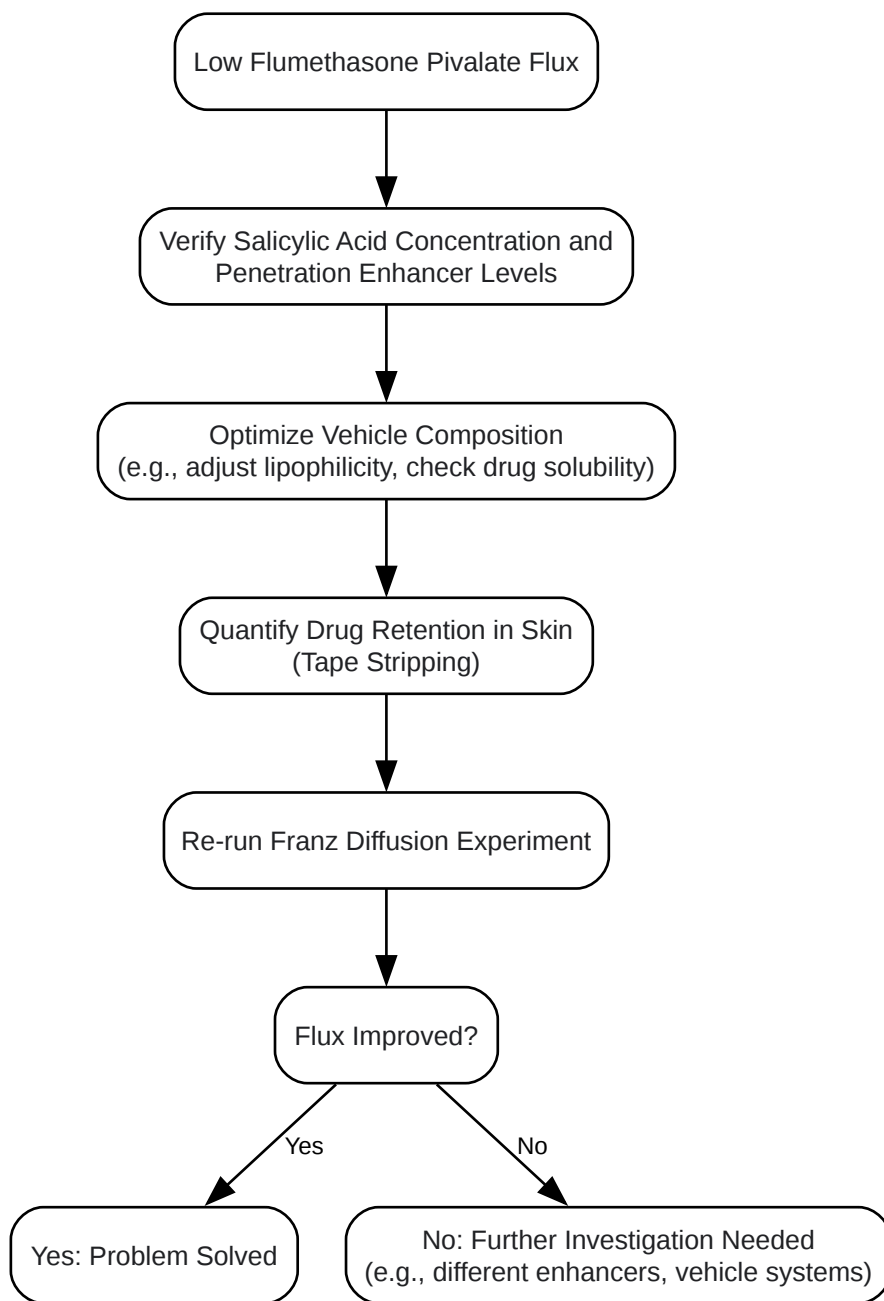 Low Flumethasone Pivalate Flux
Verify Salicylic Acid Concentration and
Penetration Enhancer Levels
Optimize Vehicle Composition
(e.g., adjust lipophilicity, check drug solubility)
Quantify Drug Retention in Skin
(Tape Stripping)
Re-run Franz Diffusion Experiment
Flux Improved?
Yes
No
Yes: Problem Solved
No: Further Investigation Needed
(e.g., different enhancers, vehicle systems)